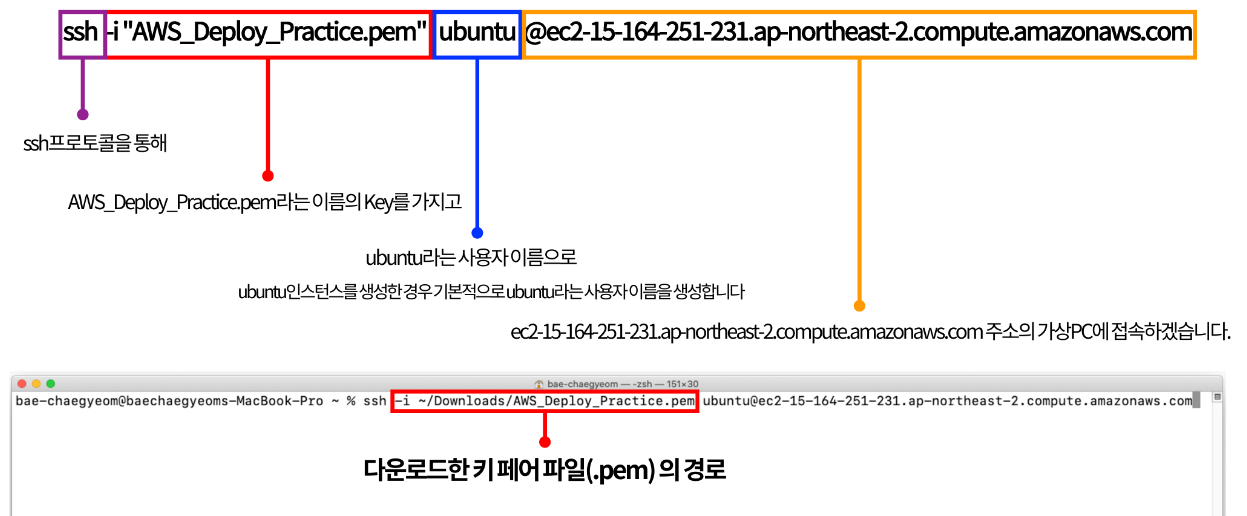 ssh -i "AWS_Deploy_Practice.pem" ubuntu @ec2-15-164-251-231.ap-northeast-2.compute.amazonaws.com
ssh프로토콜을 통해
AWS_Deploy_Practice.pem라는 이름의 Key를 가지고
ubuntu라는 사용자 이름으로
ubuntu인스턴스를 생성한 경우 기본적으로 ubuntu라는 사용자 이름을 생성합니다
ec2-15-164-251-231.ap-northeast-2.compute.amazonaws.com 주소의 가상PC에 접속하겠습니다.
bae-chaegyeom — -zsh — 151×30
bae-chaegyeom@baechaegyeoms-MacBook-Pro ~ % ssh -i ~/Downloads/AWS_Deploy_Practice.pem ubuntu@ec2-15-164-251-231.ap-northeast-2.compute.amazonaws.com
다운로드한 키 페어 파일(.pem) 의 경로